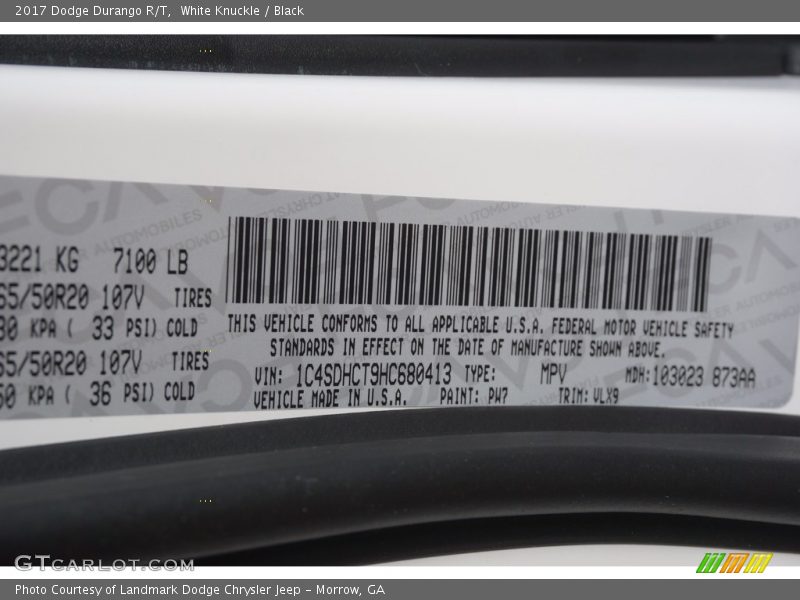 2017 Dodge Durango R/T, White Knuckle / Black
3221 KG 7100 LB
65/50R20 107V TIRES
30 KPA ( 33 PSI) COLD
65/50R20 107V TIRES
50 KPA ( 36 PSI) COLD
THIS VEHICLE CONFORMS TO ALL APPLICABLE U.S.A. FEDERAL MOTOR VEHICLE SAFETY
STANDARDS IN EFFECT ON THE DATE OF MANUFACTURE SHOWN ABOVE.
VIN: 1C4SDHCT9HC680413 TYPE: MPV MDH:103023 873AA
VEHICLE MADE IN U.S.A. PAINT: PW7 TRIM: VLX9
GTCARLOT.COM
Photo Courtesy of Landmark Dodge Chrysler Jeep – Morrow, GA